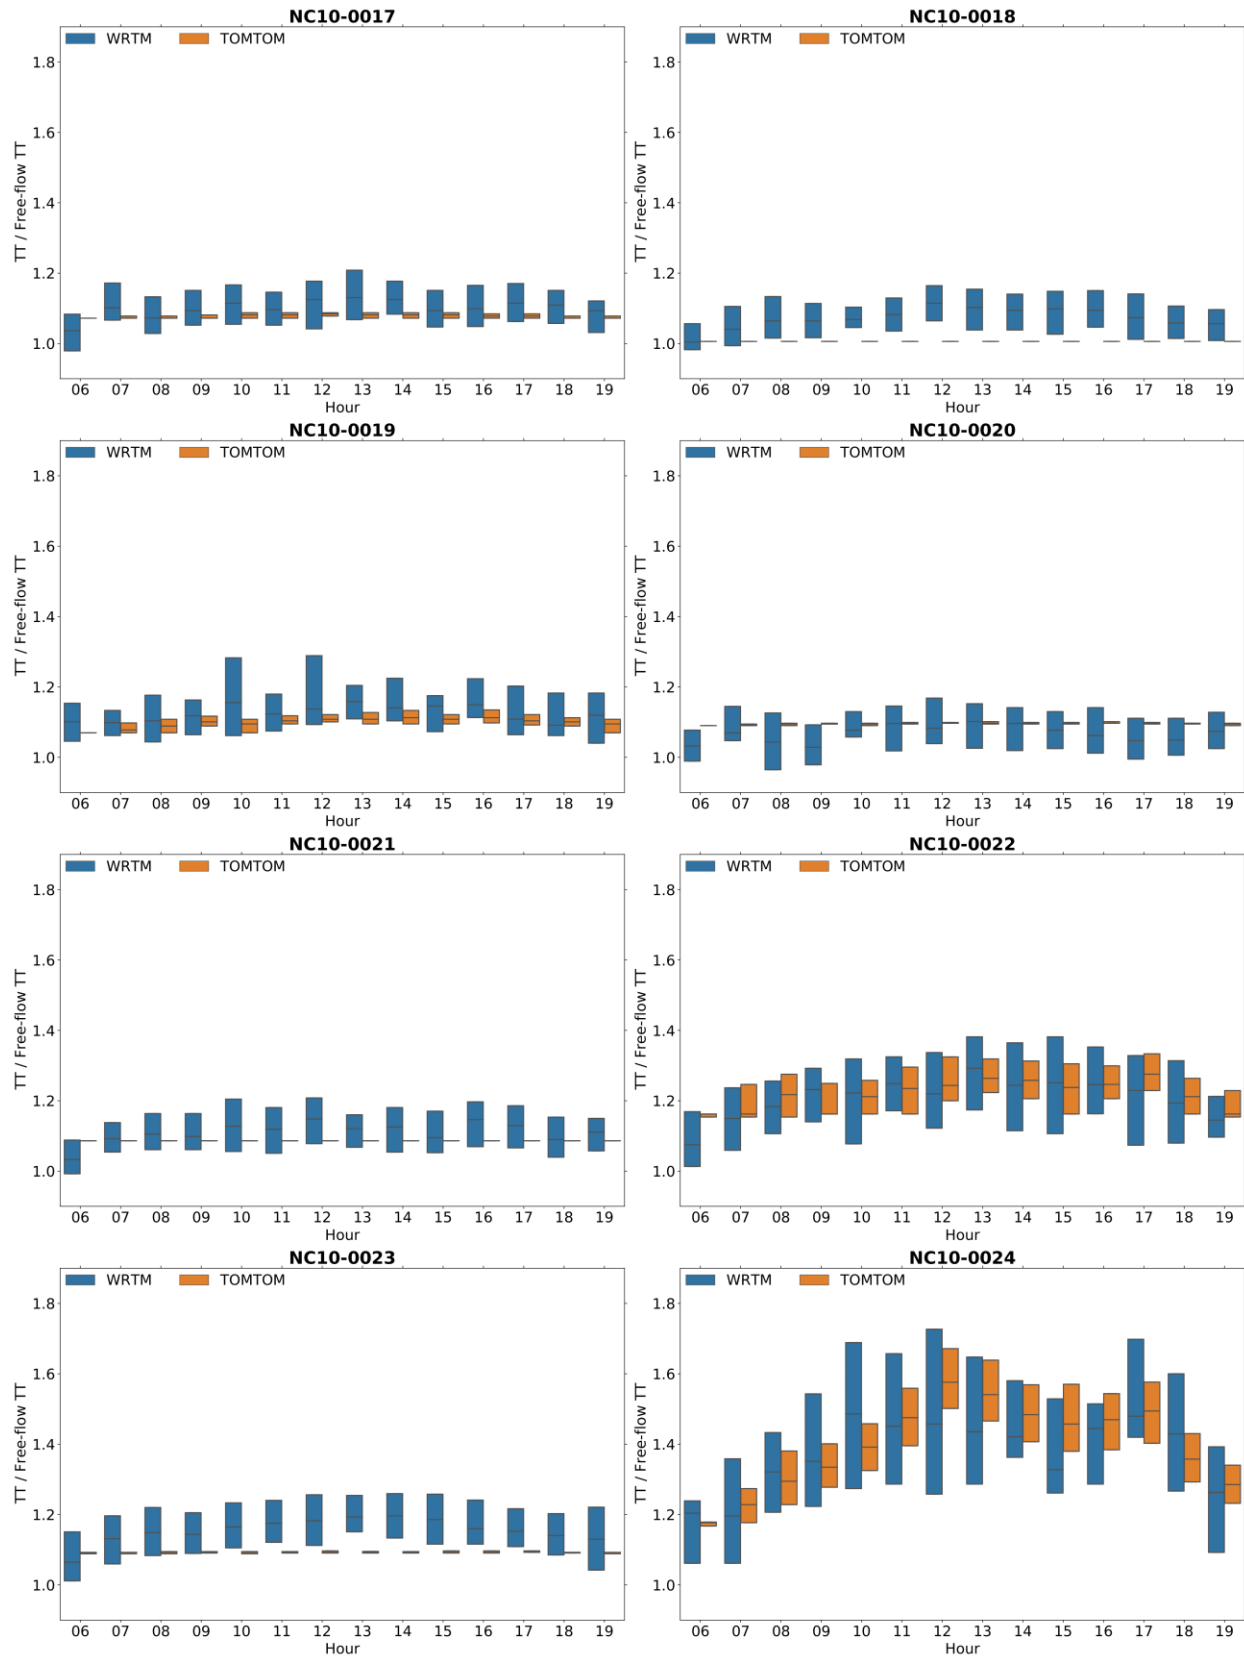 NC10-0017
WRTM TOMTOM
TT / Free-flow TT
1.8
1.6
1.4
1.2
1.0
06 07 08 09 10 11 12 13 14 15 16 17 18 19
Hour
NC10-0018
WRTM TOMTOM
TT / Free-flow TT
1.8
1.6
1.4
1.2
1.0
06 07 08 09 10 11 12 13 14 15 16 17 18 19
Hour
NC10-0019
WRTM TOMTOM
TT / Free-flow TT
1.8
1.6
1.4
1.2
1.0
06 07 08 09 10 11 12 13 14 15 16 17 18 19
Hour
NC10-0020
WRTM TOMTOM
TT / Free-flow TT
1.8
1.6
1.4
1.2
1.0
06 07 08 09 10 11 12 13 14 15 16 17 18 19
Hour
NC10-0021
WRTM TOMTOM
TT / Free-flow TT
1.8
1.6
1.4
1.2
1.0
06 07 08 09 10 11 12 13 14 15 16 17 18 19
Hour
NC10-0022
WRTM TOMTOM
TT / Free-flow TT
1.8
1.6
1.4
1.2
1.0
06 07 08 09 10 11 12 13 14 15 16 17 18 19
Hour
NC10-0023
WRTM TOMTOM
TT / Free-flow TT
1.8
1.6
1.4
1.2
1.0
06 07 08 09 10 11 12 13 14 15 16 17 18 19
Hour
NC10-0024
WRTM TOMTOM
TT / Free-flow TT
1.8
1.6
1.4
1.2
1.0
06 07 08 09 10 11 12 13 14 15 16 17 18 19
Hour